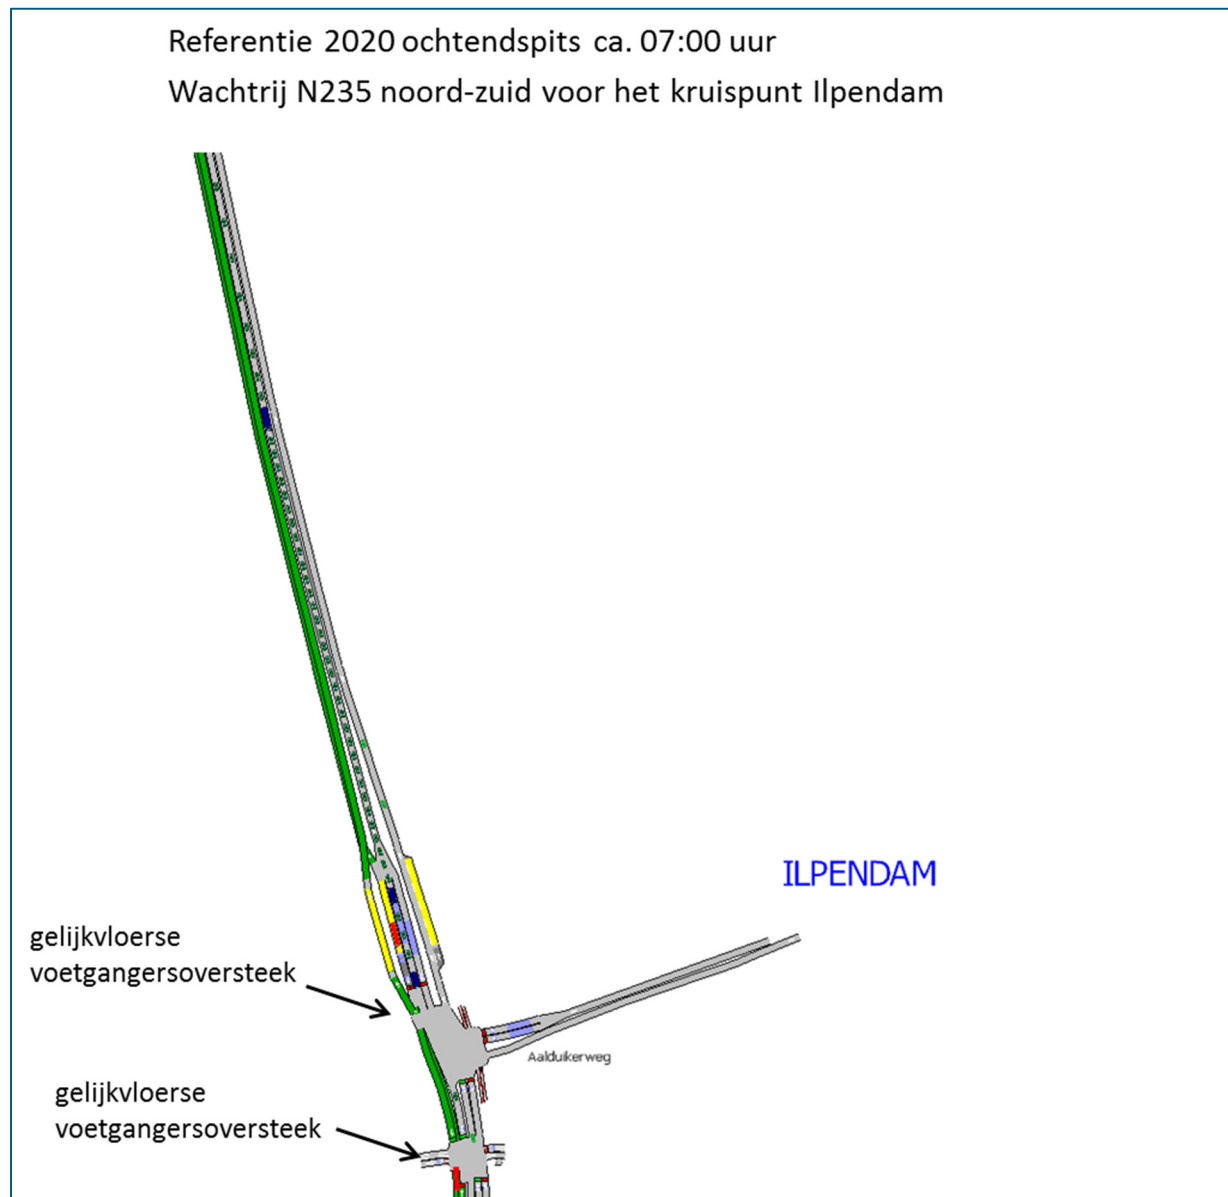 Referentie 2020 ochtendspits ca. 07:00 uur
Wachtrij N235 noord-zuid voor het kruispunt Ilpendam
ILPENDAM
gelijkvloerse
voetgangersoversteek
Aalduikerweg
gelijkvloerse
voetgangersoversteek